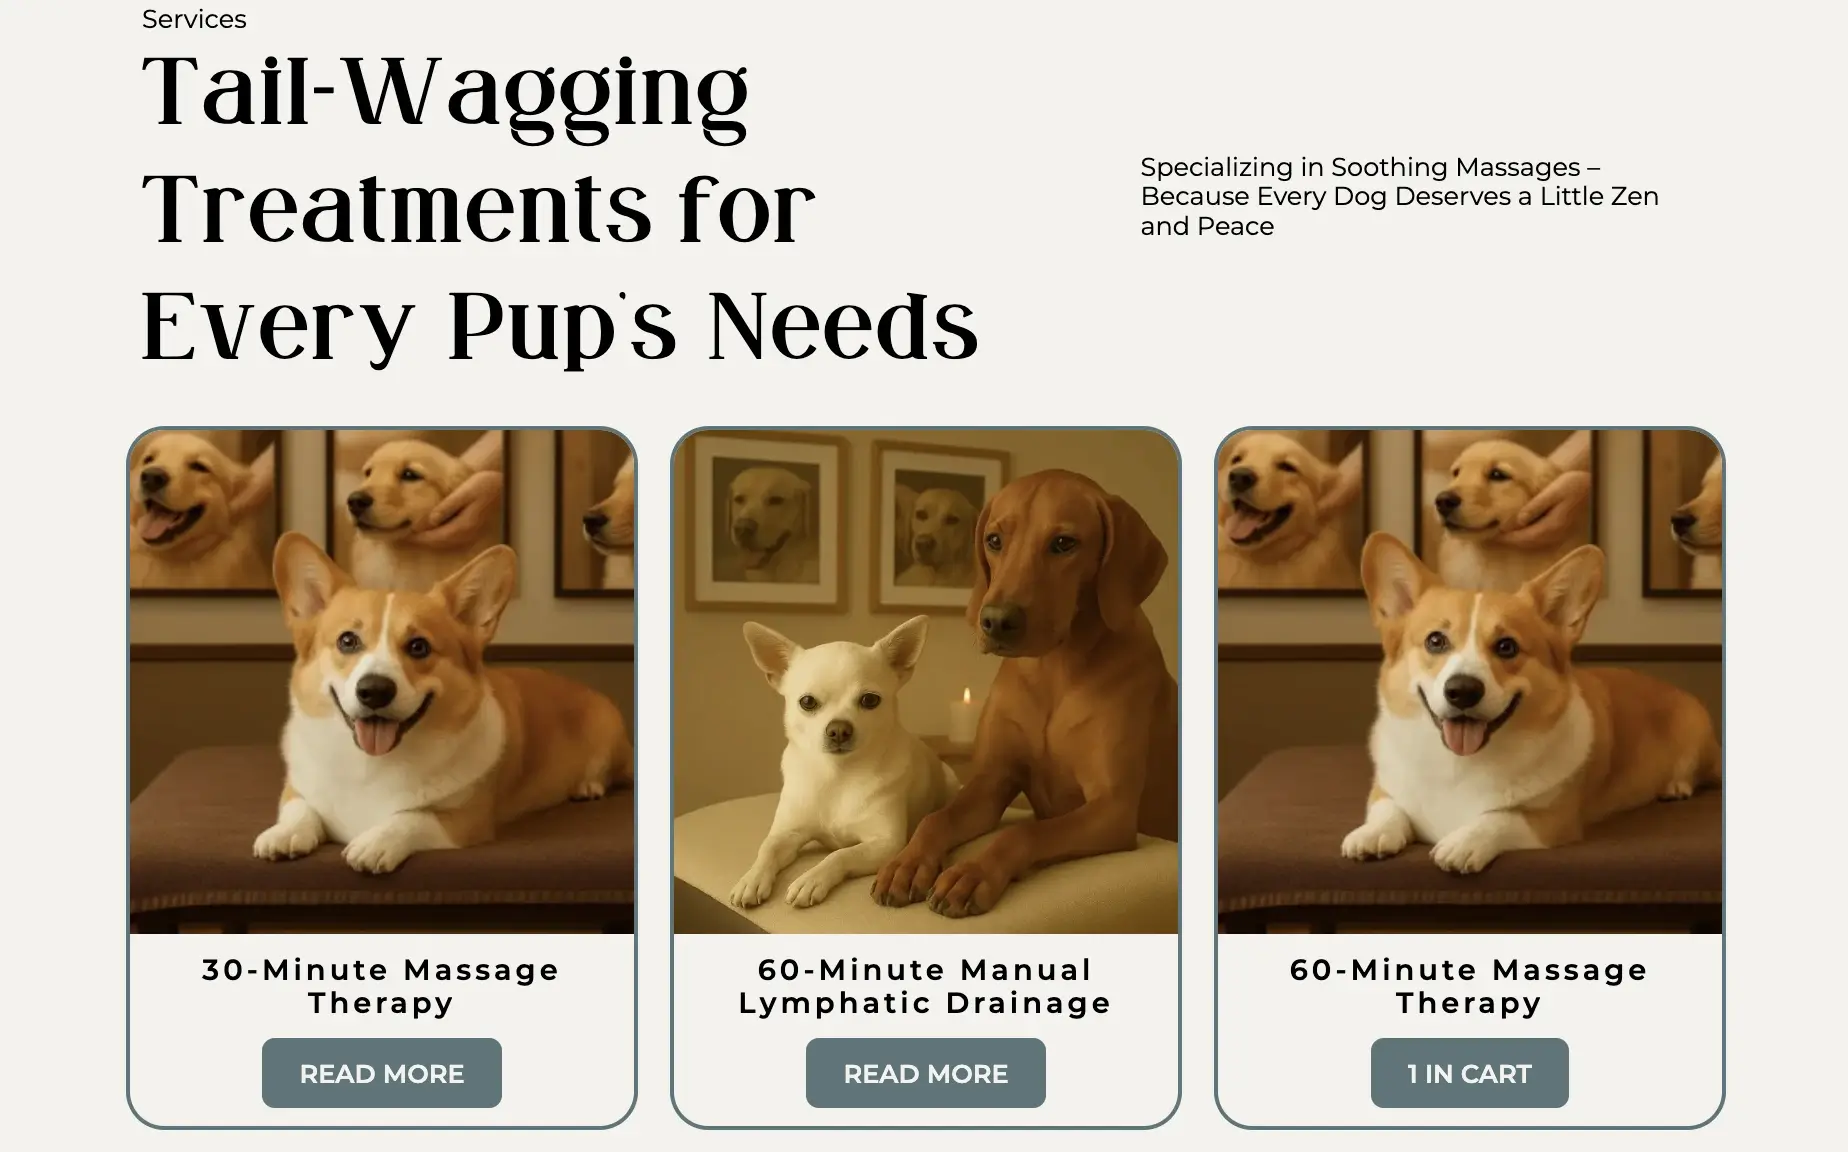 Services
Tail-Wagging
Treatments for
Every Pup's Needs
Specializing in Soothing Massages –
Because Every Dog Deserves a Little Zen
and Peace
30-Minute Massage
Therapy
READ MORE
60-Minute Manual
Lymphatic Drainage
READ MORE
60-Minute Massage
Therapy
1 IN CART